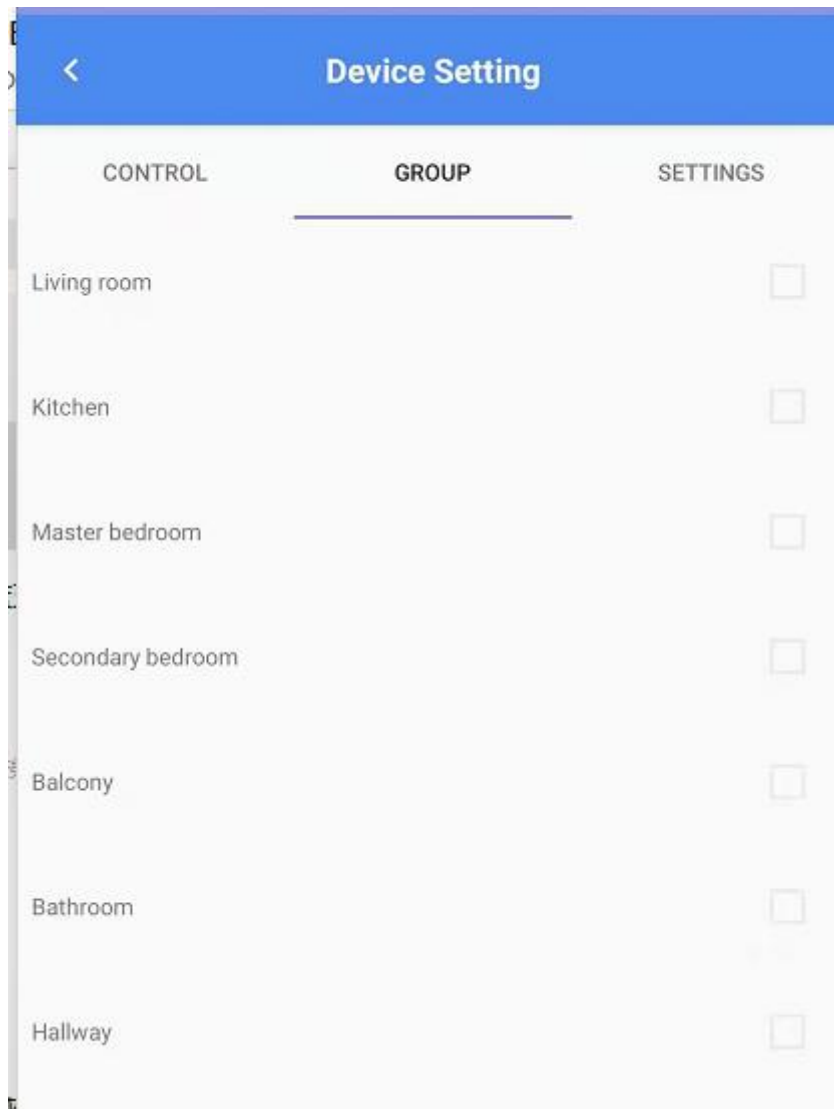 Device Setting
CONTROL GROUP SETTINGS
Living room
Kitchen
Master bedroom
Secondary bedroom
Balcony
Bathroom
Hallway